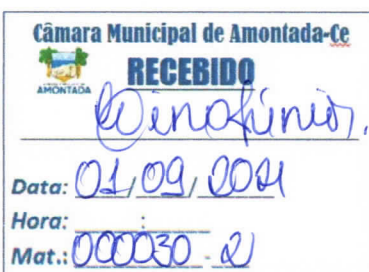 Câmara Municipal de Amontada-Ce
AMONTADA
RECEBIDO
Data: 01/09/2021
Hora: :
Mat.: 000030-2